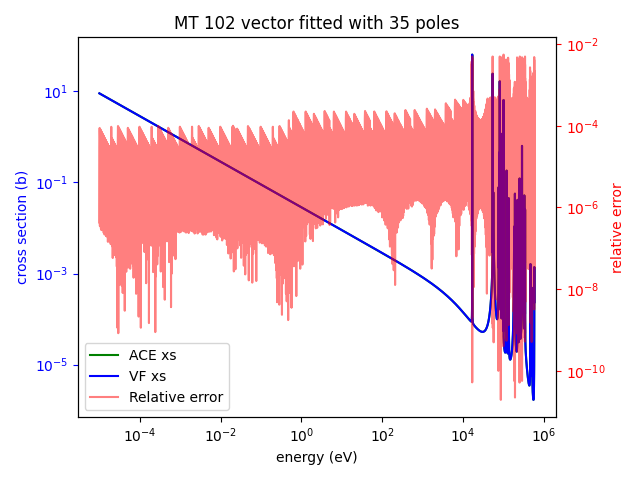 MT 102 vector fitted with 35 poles
10^1
10^-1
10^-3
10^-5
cross section (b)
10^-2
10^-4
10^-6
10^-8
10^-10
relative error
ACE xs
VF xs
Relative error
10^-4 10^-2 10^0 10^2 10^4 10^6
energy (eV)